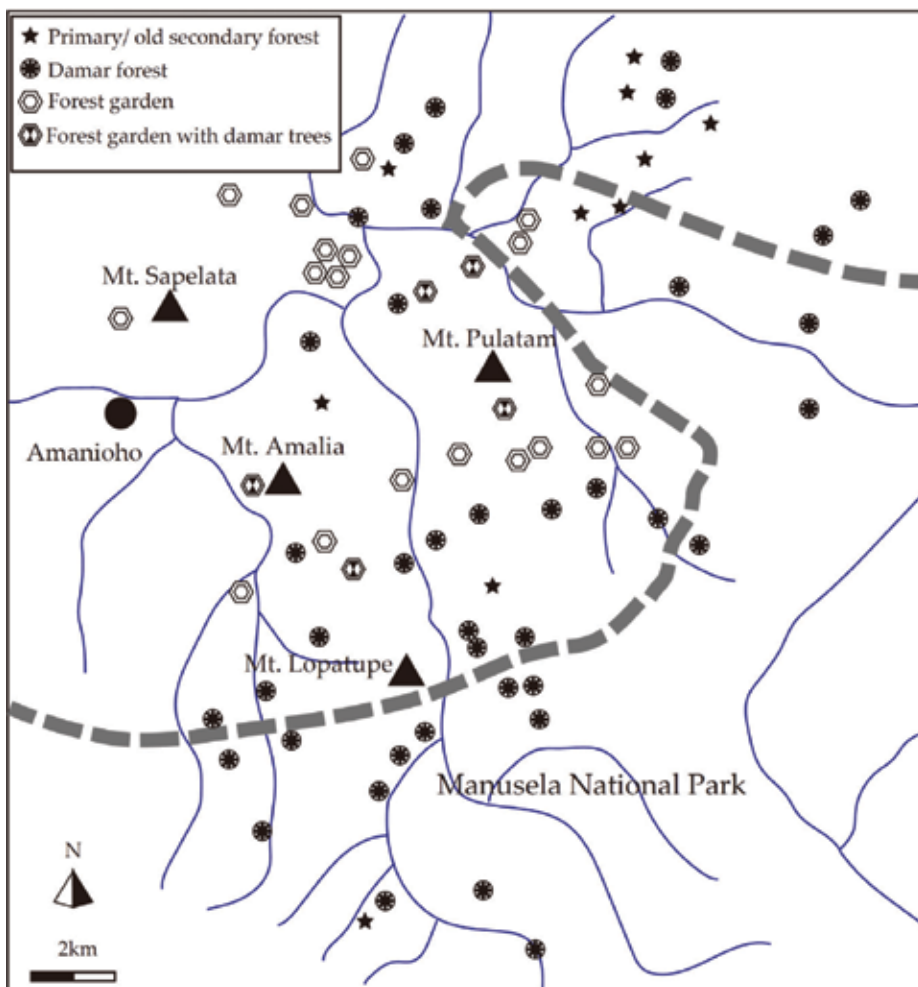 Primary/ old secondary forest
Damar forest
Forest garden
Forest garden with damar trees
Mt. Sapelata
Mt. Pulatam
Amanioho
Mt. Amalia
Mt. Lopatupe
Manusela National Park
N
2km